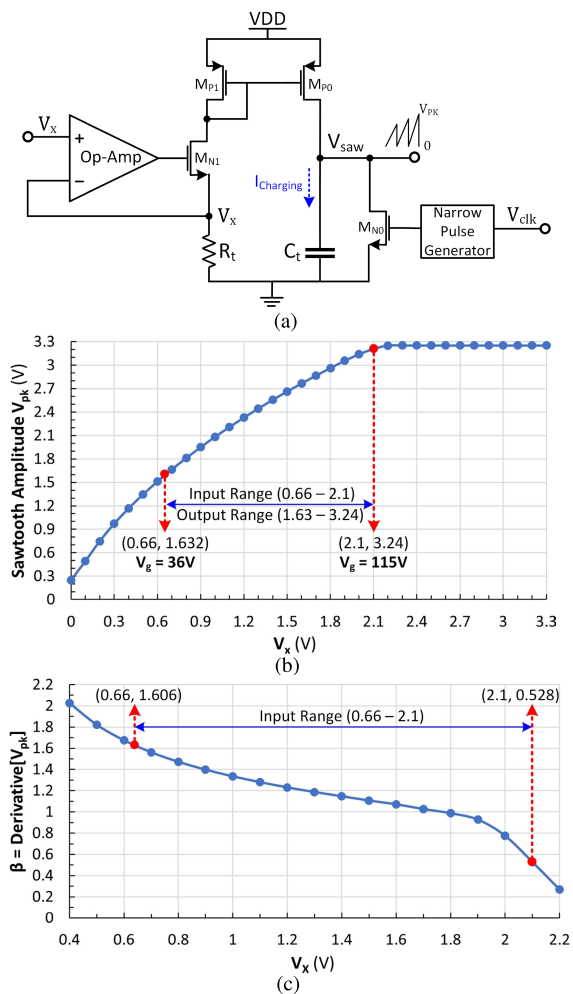 VDD
M_P1
M_P0
V_x
+
Op-Amp
−
M_N1
V_saw
V_PK
0
I_Charging
V_x
M_N0
Narrow
Pulse
Generator
V_clk
R_t
C_t
(a)
Sawtooth Amplitude V_pk (V)
3.3
3
2.7
2.4
2.1
1.8
1.5
1.2
0.9
0.6
0.3
0
Input Range (0.66 – 2.1)
Output Range (1.63 – 3.24)
(0.66, 1.632)
V_g = 36V
(2.1, 3.24)
V_g = 115V
0 0.3 0.6 0.9 1.2 1.5 1.8 2.1 2.4 2.7 3 3.3
V_x (V)
(b)
β = Derivative[V_pk]
2.2
2
1.8
1.6
1.4
1.2
1
0.8
0.6
0.4
0.2
0
(0.66, 1.606)
(2.1, 0.528)
Input Range (0.66 – 2.1)
0.4 0.6 0.8 1 1.2 1.4 1.6 1.8 2 2.2
V_X (V)
(c)